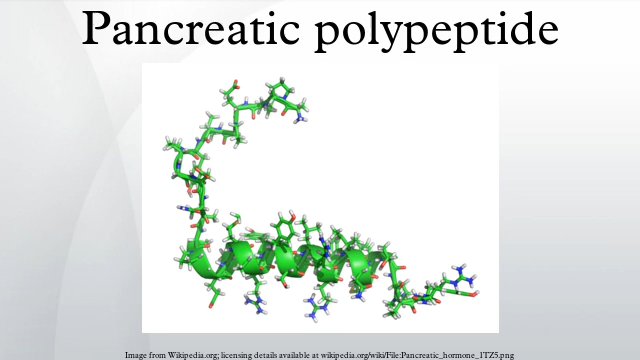 Pancreatic polypeptide
Image from Wikipedia.org; licensing details available at wikipedia.org/wiki/File:Pancreatic_hormone_1TZ5.png